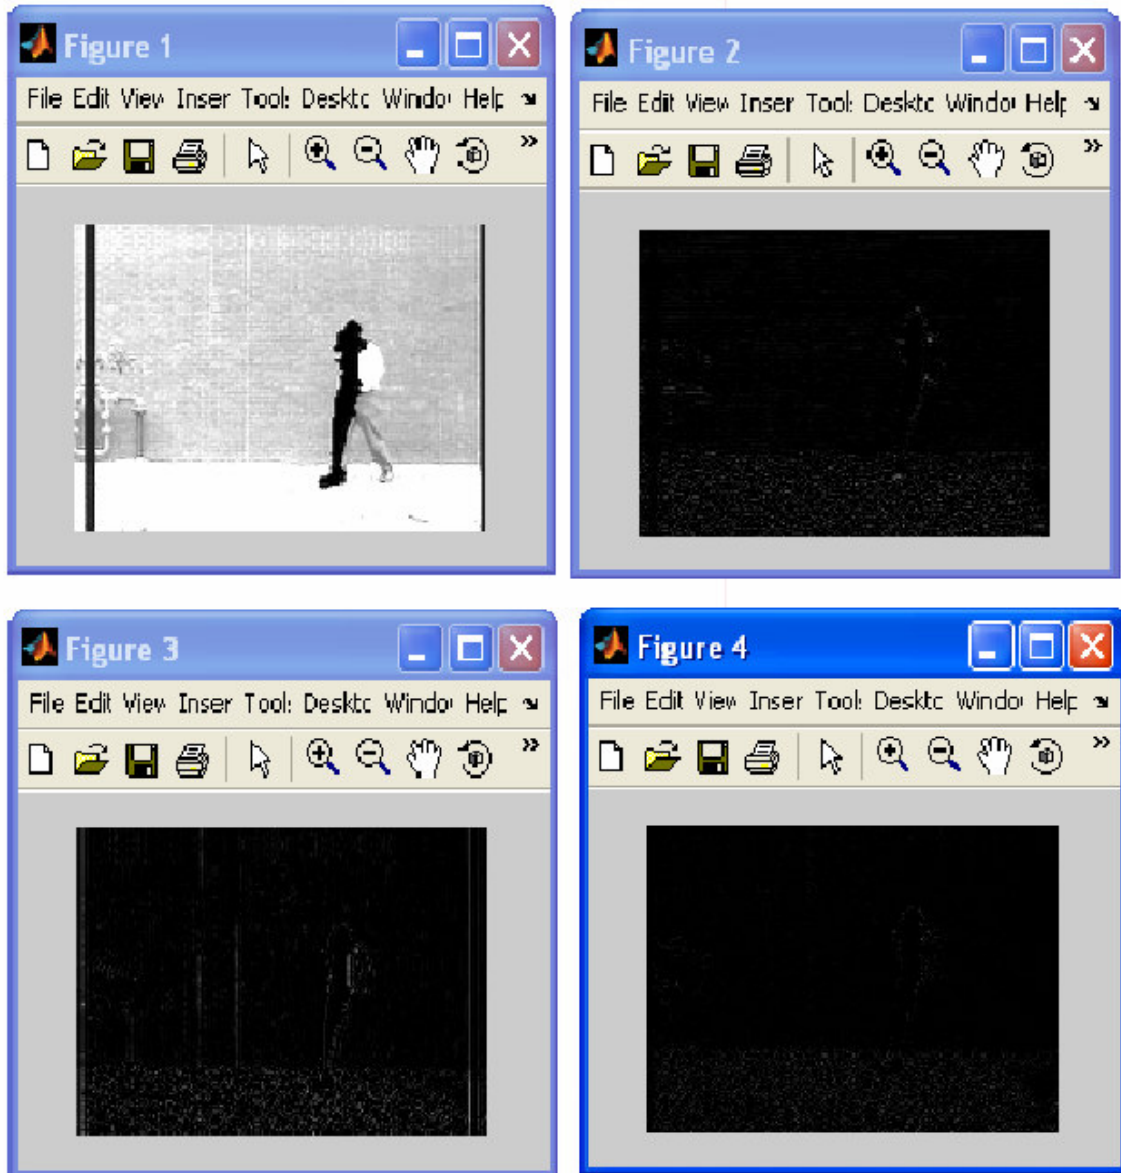 Figure 1
File Edit View Inser Tool: Desktc Windo Help
Figure 2
File Edit View Inser Tool: Desktc Windo Help
Figure 3
File Edit View Inser Tool: Desktc Windo Help
Figure 4
File Edit View Inser Tool: Desktc Windo Help